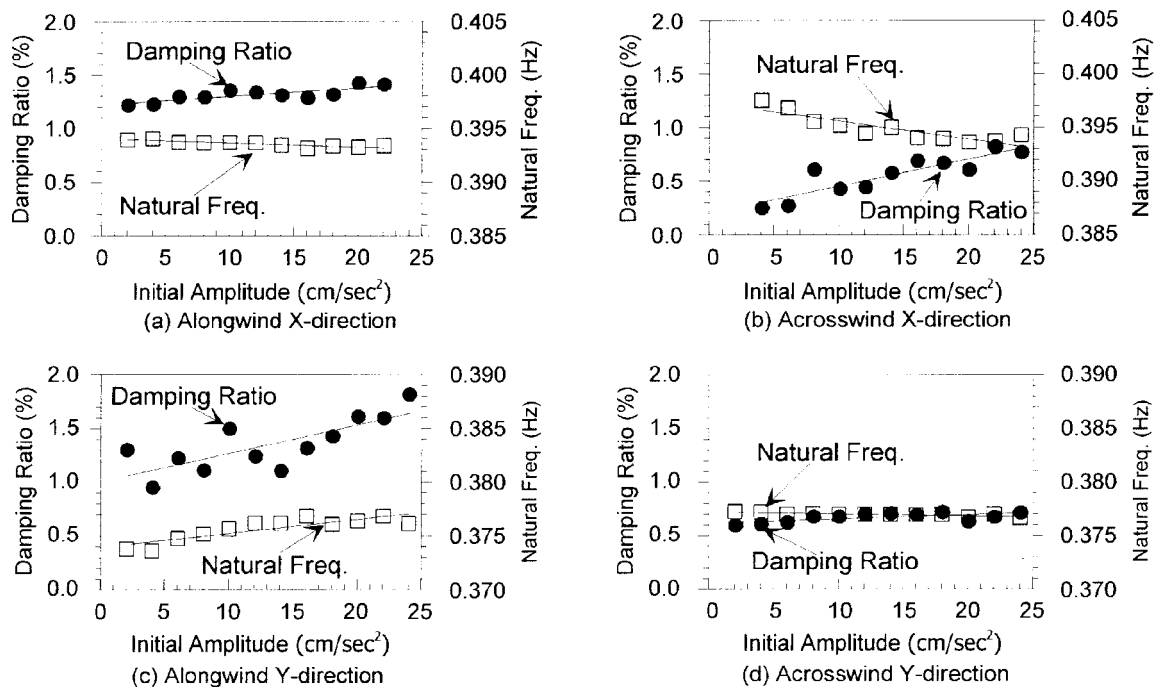 Damping Ratio (%)
2.0
1.5
1.0
0.5
0.0
Damping Ratio
Natural Freq.
0.405
0.400
0.395
0.390
0.385
Natural Freq. (Hz)
0 5 10 15 20 25
Initial Amplitude (cm/sec²)
(a) Alongwind X-direction
Damping Ratio (%)
2.0
1.5
1.0
0.5
0.0
Natural Freq.
Damping Ratio
0.405
0.400
0.395
0.390
0.385
Natural Freq. (Hz)
0 5 10 15 20 25
Initial Amplitude (cm/sec²)
(b) Acrosswind X-direction
Damping Ratio (%)
2.0
1.5
1.0
0.5
0.0
Damping Ratio
Natural Freq.
0.390
0.385
0.380
0.375
0.370
Natural Freq. (Hz)
0 5 10 15 20 25
Initial Amplitude (cm/sec²)
(c) Alongwind Y-direction
Damping Ratio (%)
2.0
1.5
1.0
0.5
0.0
Natural Freq.
Damping Ratio
0.390
0.385
0.380
0.375
0.370
Natural Freq. (Hz)
0 5 10 15 20 25
Initial Amplitude (cm/sec²)
(d) Acrosswind Y-direction